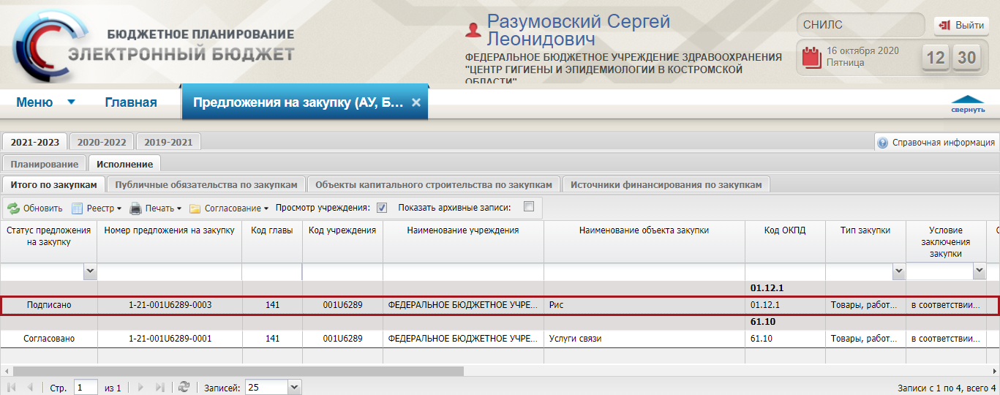 БЮДЖЕТНОЕ ПЛАНИРОВАНИЕ
ЭЛЕКТРОННЫЙ БЮДЖЕТ
Разумовский Сергей
Леонидович
ФЕДЕРАЛЬНОЕ БЮДЖЕТНОЕ УЧРЕЖДЕНИЕ ЗДРАВООХРАНЕНИЯ
"ЦЕНТР ГИГИЕНЫ И ЭПИДЕМИОЛОГИИ В КОСТРОМСКОЙ
ОБЛАСТИ"
СНИЛС
Выйти
16 октября 2020
Пятница
12 30
Меню Главная Предложения на закупку (АУ, Б... свернуть
2021-2023 2020-2022 2019-2021 Справочная информация
Планирование Исполнение
Итого по закупкам Публичные обязательства по закупкам Объекты капитального строительства по закупкам Источники финансирования по закупкам
Обновить Реестр Печать Согласование Просмотр учреждения: Показать архивные записи:
Статус предложения на закупку Номер предложения на закупку Код главы Код учреждения Наименование учреждения Наименование объекта закупки Код ОКПД Тип закупки Условие заключения закупки
01.12.1
Подписано 1-21-001U6289-0003 141 001U6289 ФЕДЕРАЛЬНОЕ БЮДЖЕТНОЕ УЧРЕ... Рис 01.12.1 Товары, работ... в соответствии...
61.10
Согласовано 1-21-001U6289-0001 141 001U6289 ФЕДЕРАЛЬНОЕ БЮДЖЕТНОЕ УЧРЕ... Услуги связи 61.10 Товары, работ... в соответствии...
Стр. 1 из 1 Записей: 25 Записи с 1 по 4, всего 4